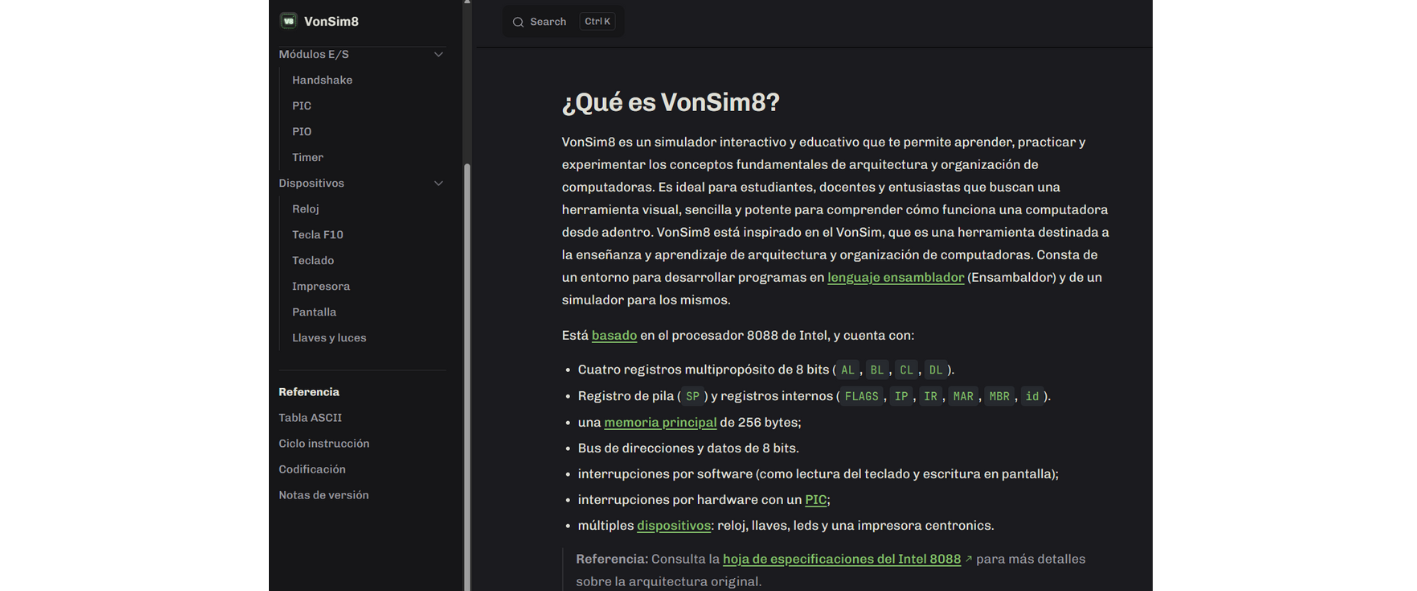 VonSim8
Search Ctrl K
Módulos E/S
Handshake
PIC
PIO
Timer
Dispositivos
Reloj
Tecla F10
Teclado
Impresora
Pantalla
Llaves y luces
Referencia
Tabla ASCII
Ciclo instrucción
Codificación
Notas de versión
¿Qué es VonSim8?
VonSim8 es un simulador interactivo y educativo que te permite aprender, practicar y
experimentar los conceptos fundamentales de arquitectura y organización de
computadoras. Es ideal para estudiantes, docentes y entusiastas que buscan una
herramienta visual, sencilla y potente para comprender cómo funciona una computadora
desde adentro. VonSim8 está inspirado en el VonSim, que es una herramienta destinada a
la enseñanza y aprendizaje de arquitectura y organización de computadoras. Consta de
un entorno para desarrollar programas en lenguaje ensamblador (Ensambaldor) y de un
simulador para los mismos.
Está basado en el procesador 8088 de Intel, y cuenta con:
• Cuatro registros multipropósito de 8 bits ( AL , BL , CL , DL ).
• Registro de pila ( SP ) y registros internos ( FLAGS , IP , IR , MAR , MBR , id ).
• una memoria principal de 256 bytes;
• Bus de direcciones y datos de 8 bits.
• interrupciones por software (como lectura del teclado y escritura en pantalla);
• interrupciones por hardware con un PIC;
• múltiples dispositivos: reloj, llaves, leds y una impresora centronics.
Referencia: Consulta la hoja de especificaciones del Intel 8088 ↗ para más detalles
sobre la arquitectura original.